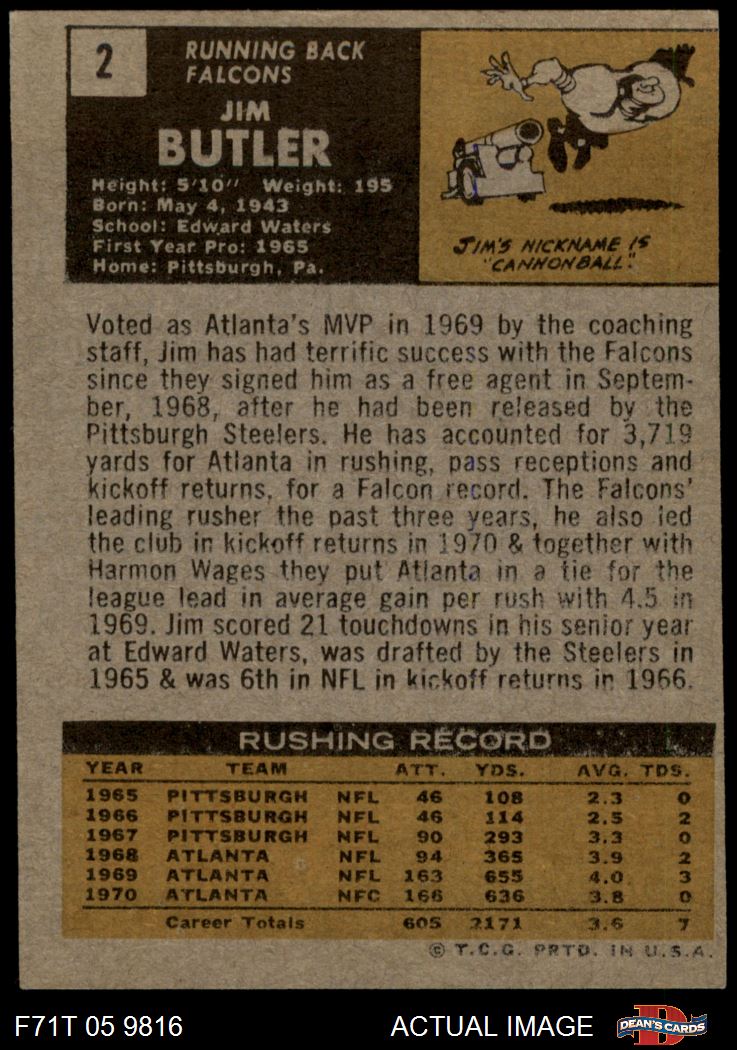 2
RUNNING BACK
FALCONS
JIM
BUTLER
Height: 5'10" Weight: 195
Born: May 4, 1943
School: Edward Waters
First Year Pro: 1965
Home: Pittsburgh, Pa.
JIM'S NICKNAME IS
"CANNONBALL".
Voted as Atlanta's MVP in 1969 by the coaching
staff, Jim has had terrific success with the Falcons
since they signed him as a free agent in Septem-
ber, 1968, after he had been released by the
Pittsburgh Steelers. He has accounted for 3,719
yards for Atlanta in rushing, pass receptions and
kickoff returns, for a Falcon record. The Falcons'
leading rusher the past three years, he also led
the club in kickoff returns in 1970 & together with
Harmon Wages they put Atlanta in a tie for the
league lead in average gain per rush with 4.5 in
1969. Jim scored 21 touchdowns in his senior year
at Edward Waters, was drafted by the Steelers in
1965 & was 6th in NFL in kickoff returns in 1966.
RUSHING RECORD
YEAR TEAM ATT. YDS. AVG. TDS.
1965 PITTSBURGH NFL 46 108 2.3 0
1966 PITTSBURGH NFL 46 114 2.5 2
1967 PITTSBURGH NFL 90 293 3.3 0
1968 ATLANTA NFL 94 365 3.9 2
1969 ATLANTA NFL 163 655 4.0 3
1970 ATLANTA NFC 166 636 3.8 0
Career Totals 605 2171 3.6 7
© T.C.G. PRTD. IN U.S.A.
F71T 05 9816 ACTUAL IMAGE DEAN'S CARDS